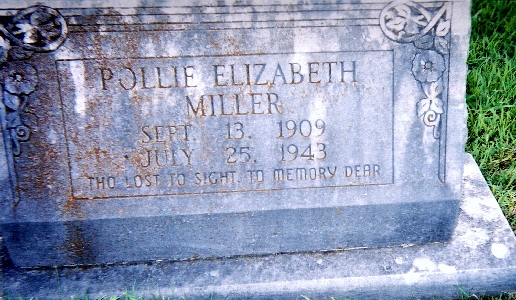 POLLIE ELIZABETH
MILLER
SEPT. 13, 1909
JULY 25, 1943
THO LOST TO SIGHT, TO MEMORY DEAR